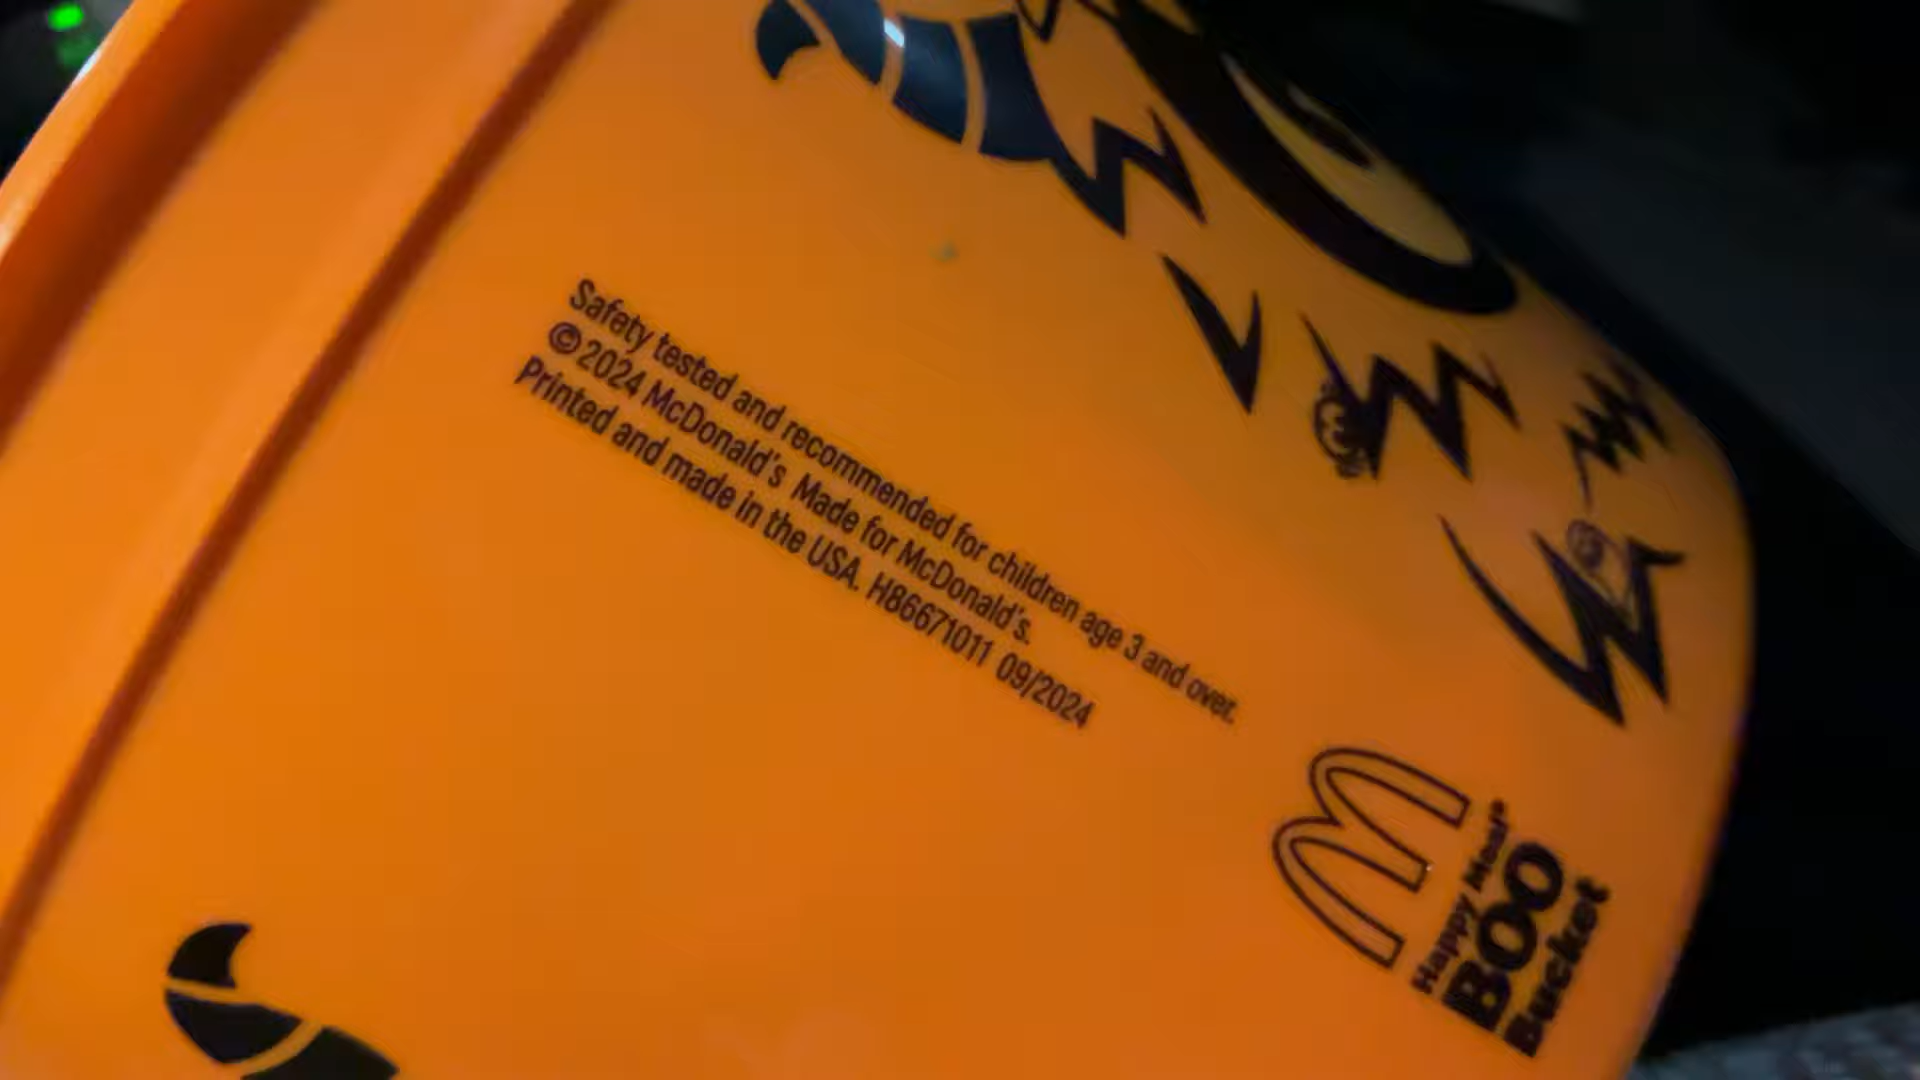 Safety tested and recommended for children age 3 and over.
©2024 McDonald's Made for McDonald's.
Printed and made in the USA. H86671011 09/2024
Happy Meal®
BOO
Bucket